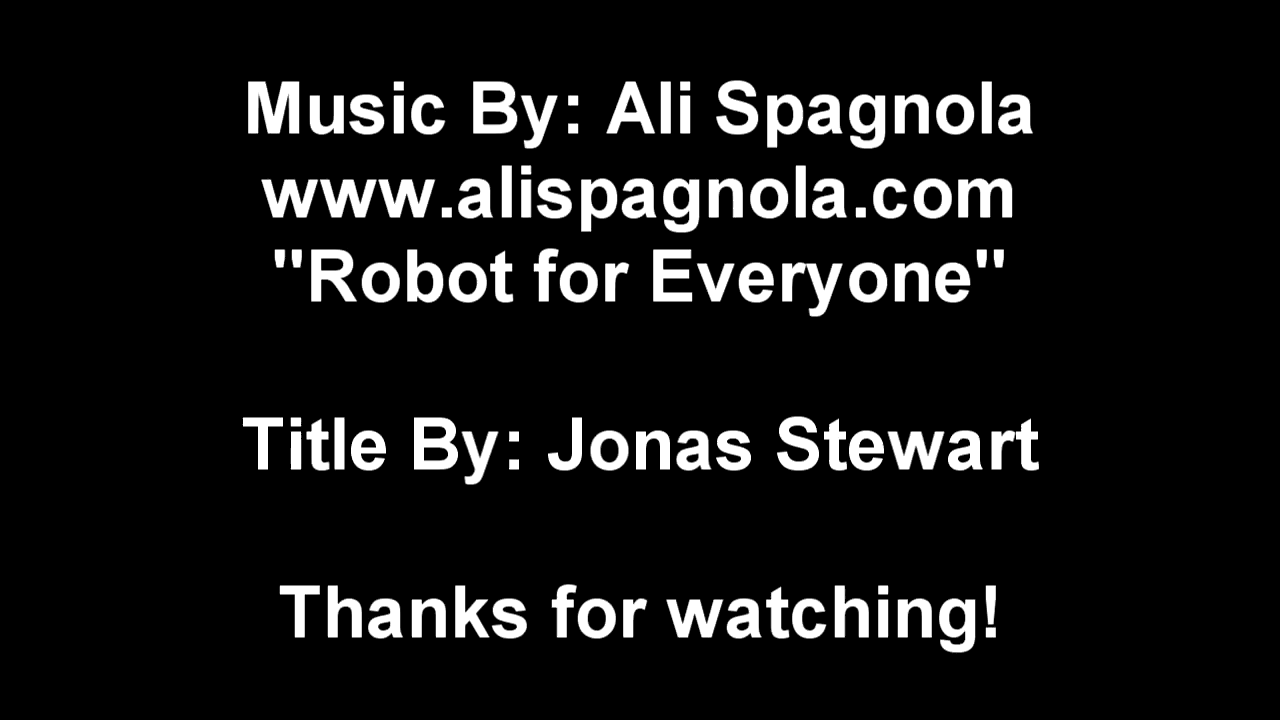 Music By: Ali Spagnola
www.alispagnola.com
"Robot for Everyone"
Title By: Jonas Stewart
Thanks for watching!